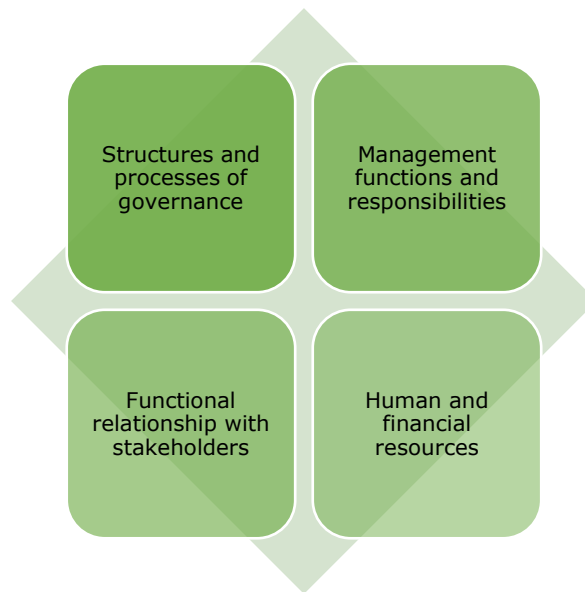 Structures and
processes of
governance
Management
functions and
responsibilities
Functional
relationship with
stakeholders
Human and
financial
resources